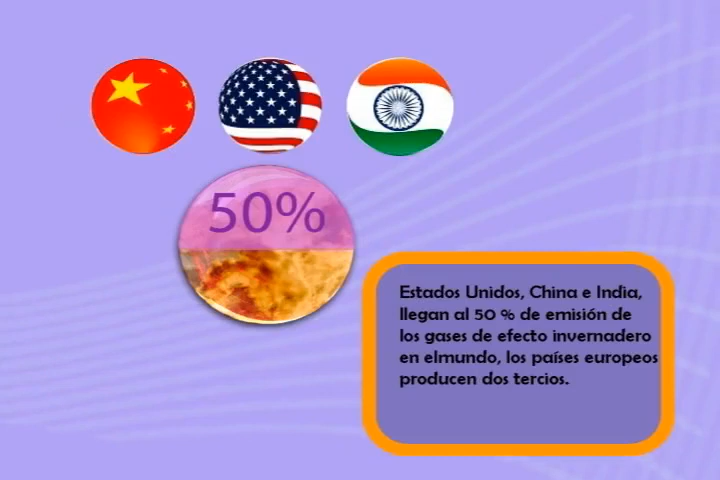 50%
Estados Unidos, China e India,
llegan al 50 % de emisión de
los gases de efecto invernadero
en elmundo, los países europeos
producen dos tercios.